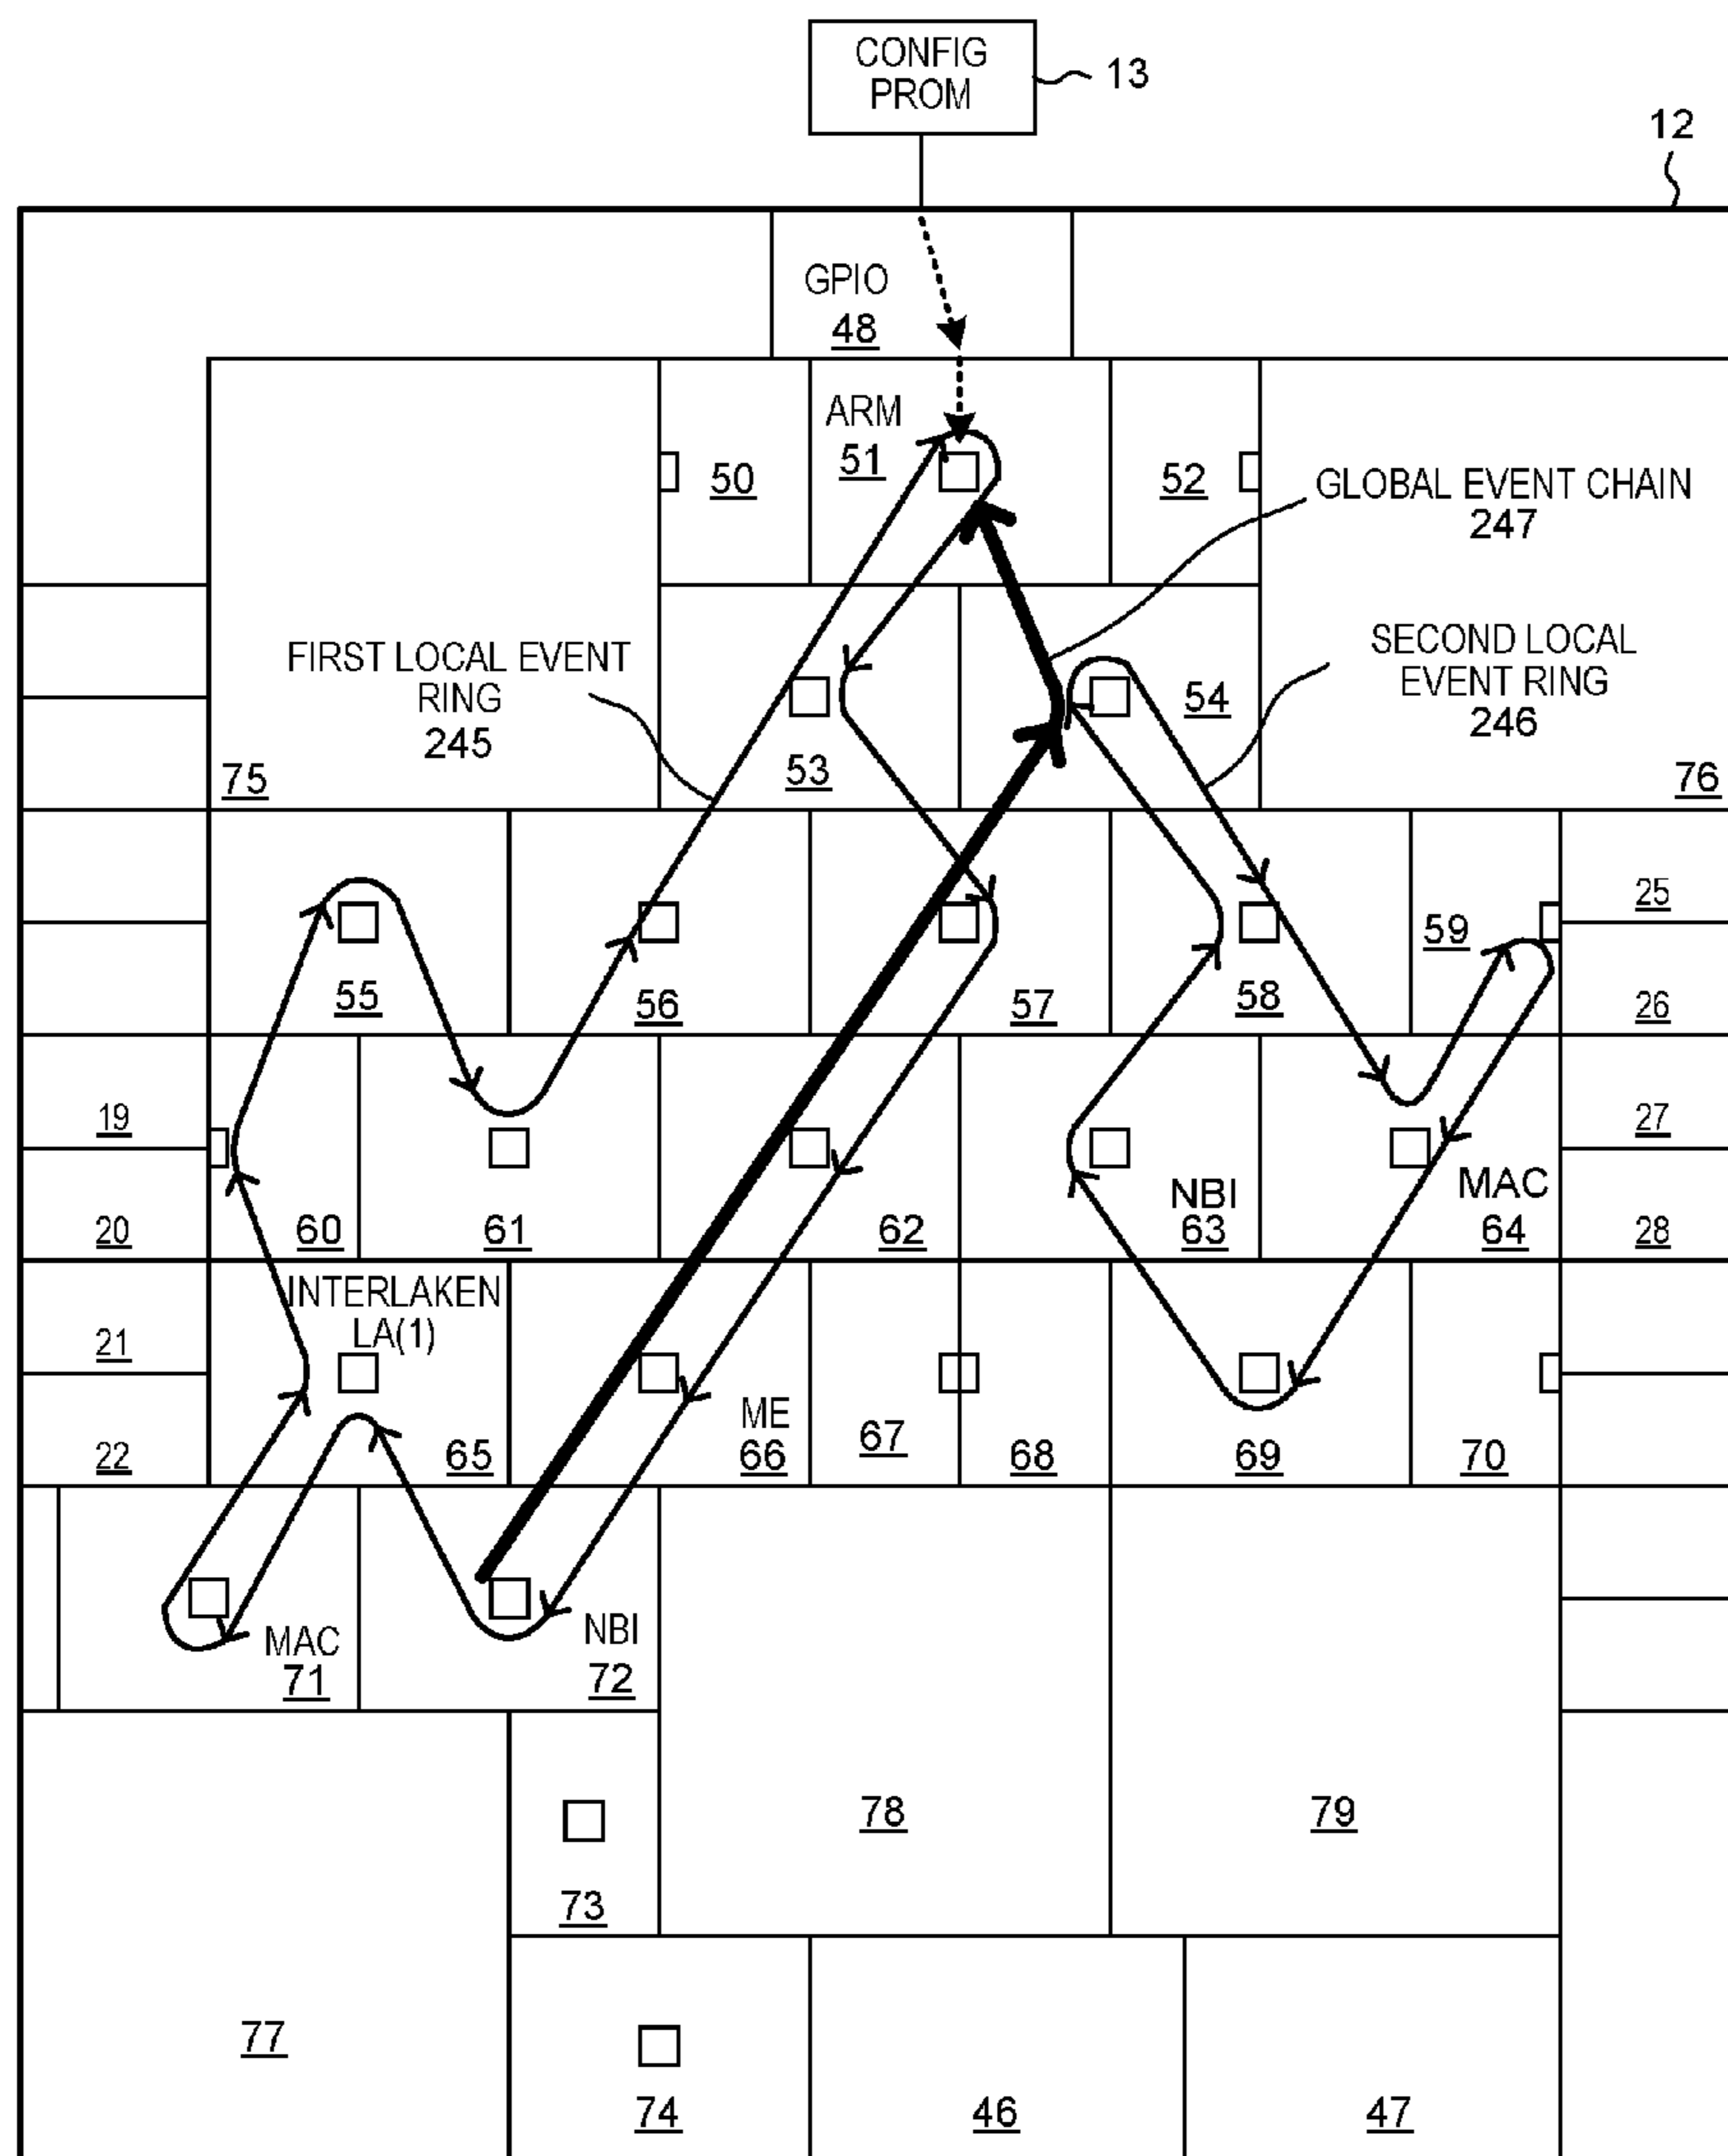 CONFIG
PROM
13
12
GPIO
48
ARM
51
50
52
GLOBAL EVENT CHAIN
247
FIRST LOCAL EVENT
RING
245
SECOND LOCAL
EVENT RING
246
54
53
75
76
25
59
55
56
57
58
26
19
27
NBI
63
MAC
64
20
60
61
62
28
INTERLAKEN
LA(1)
21
ME
66
67
22
65
68
69
70
MAC
71
NBI
72
78
79
73
77
74
46
47